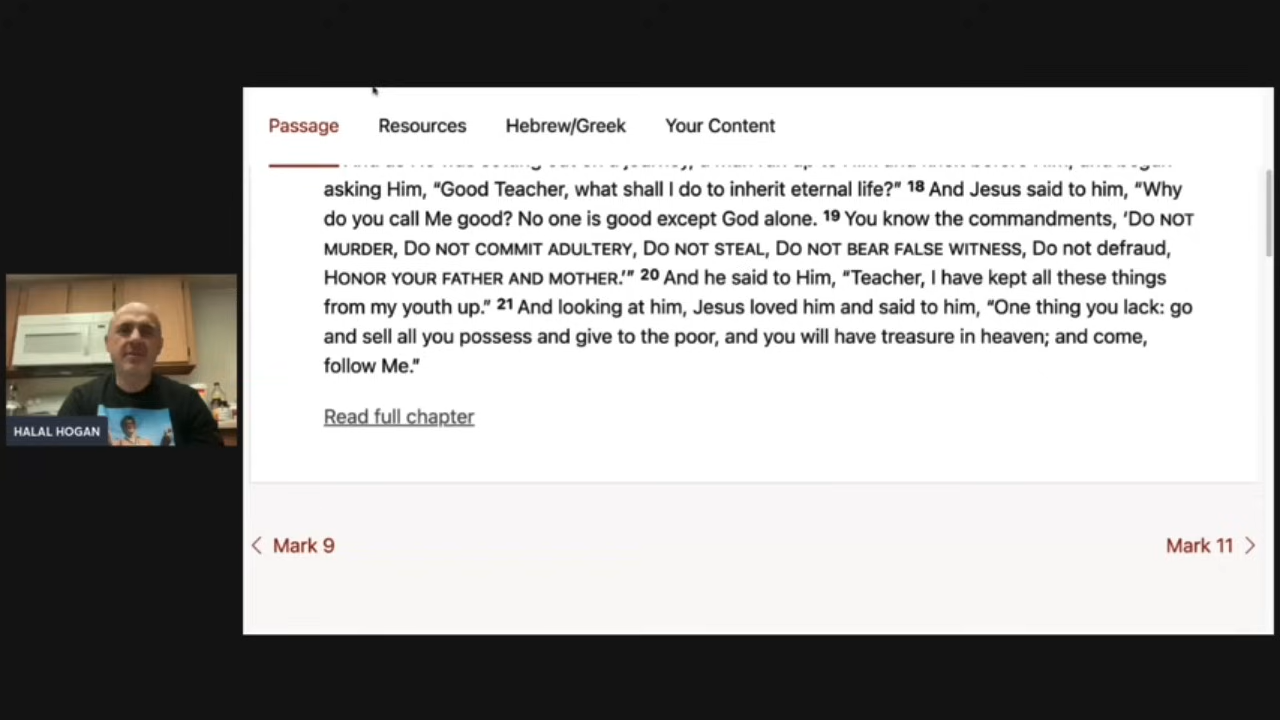 Passage Resources Hebrew/Greek Your Content
asking Him, “Good Teacher, what shall I do to inherit eternal life?” 18 And Jesus said to him, “Why
do you call Me good? No one is good except God alone. 19 You know the commandments, ‘DO NOT
MURDER, DO NOT COMMIT ADULTERY, DO NOT STEAL, DO NOT BEAR FALSE WITNESS, Do not defraud,
HONOR YOUR FATHER AND MOTHER.’” 20 And he said to Him, “Teacher, I have kept all these things
from my youth up.” 21 And looking at him, Jesus loved him and said to him, “One thing you lack: go
and sell all you possess and give to the poor, and you will have treasure in heaven; and come,
follow Me.”
Read full chapter
HALAL HOGAN
Mark 9
Mark 11